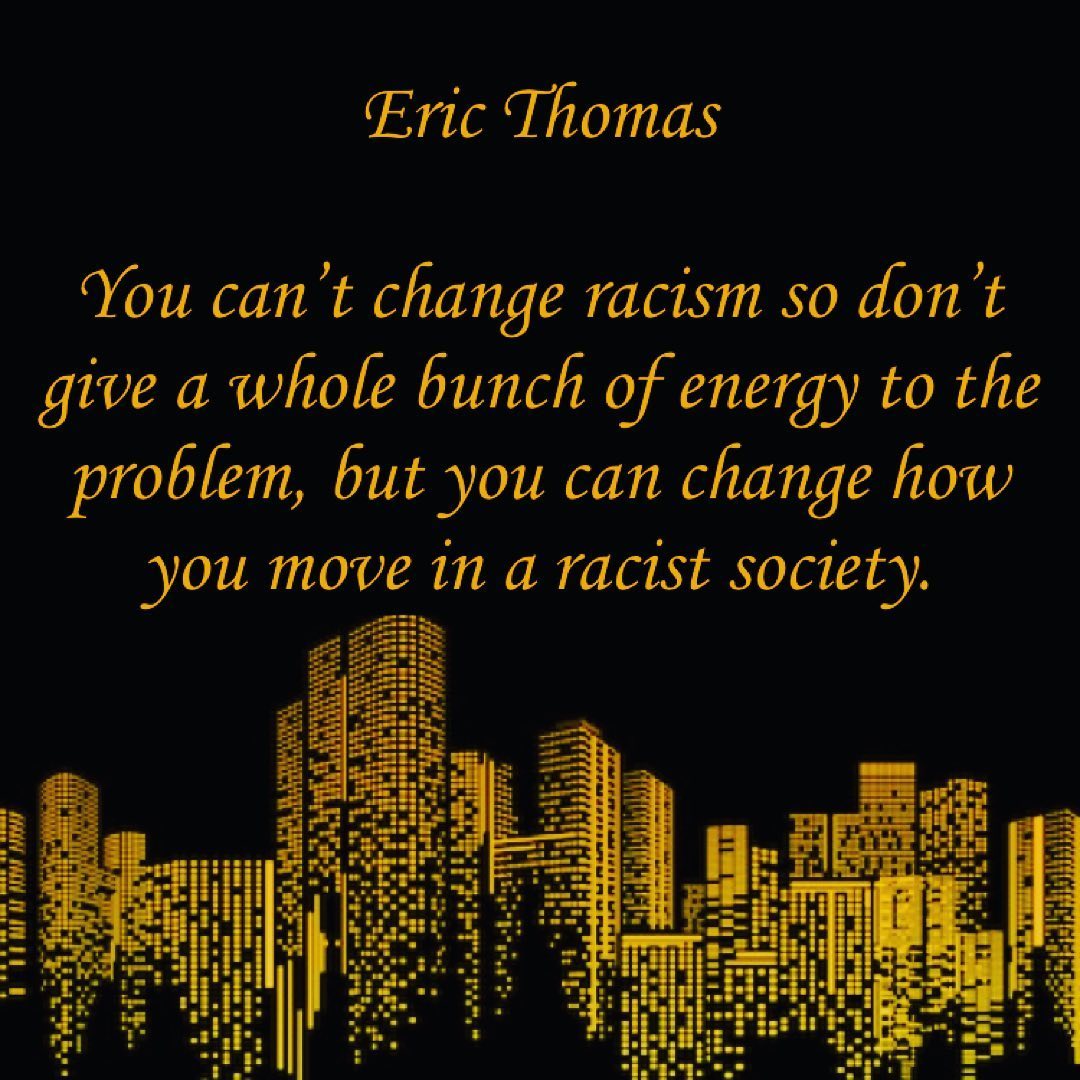 Eric Thomas
You can’t change racism so don’t
give a whole bunch of energy to the
problem, but you can change how
you move in a racist society.